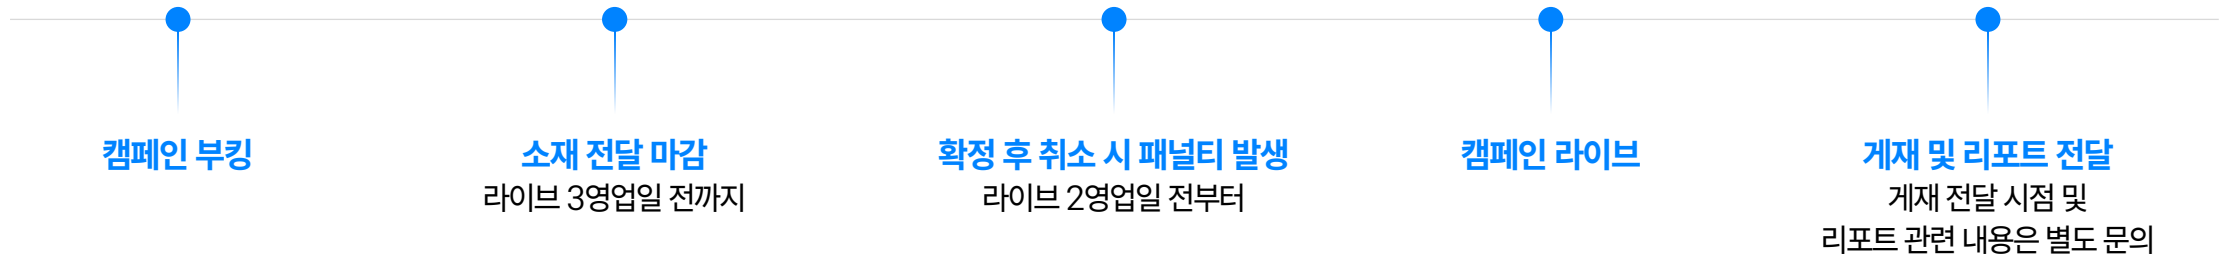 캠페인 부킹
소재 전달 마감
라이브 3영업일 전까지
확정 후 취소 시 패널티 발생
라이브 2영업일 전부터
캠페인 라이브
게재 및 리포트 전달
게재 전달 시점 및
리포트 관련 내용은 별도 문의